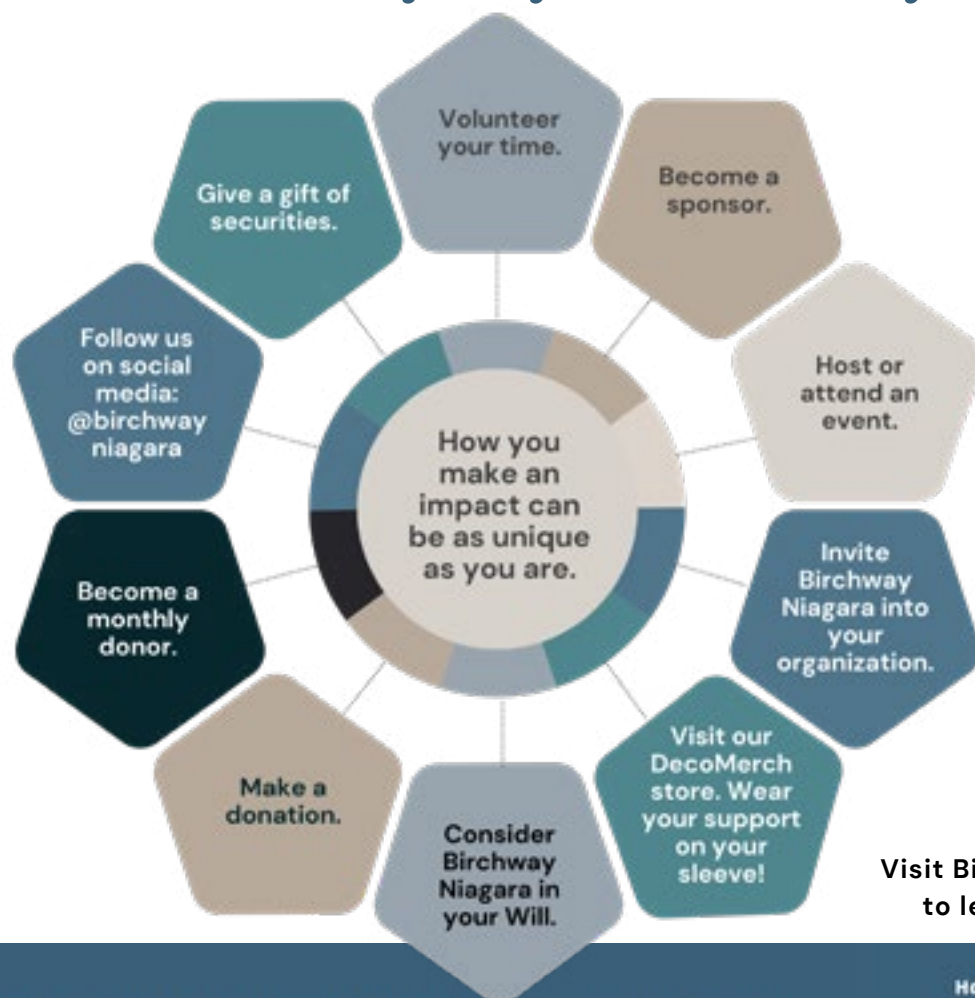 Volunteer
your time.
Become a
sponsor.
Host or
attend an
event.
Invite
Birchway
Niagara into
your
organization.
Visit our
DecoMerch
store. Wear
your support
on your
sleeve!
Consider
Birchway
Niagara in
your Will.
Make a
donation.
Become a
monthly
donor.
Follow us
on social
media:
@birchway
niagara
Give a gift of
securities.
How you
make an
impact can
be as unique
as you are.
Visit
to